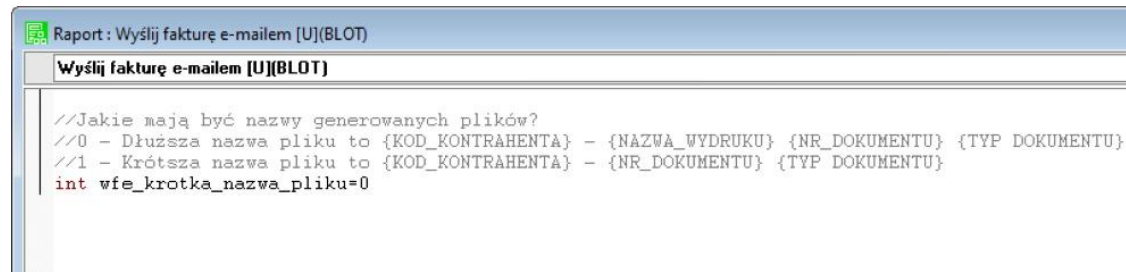 Raport : Wyślij fakturę e-mailem [U](BLOT)
Wyślij fakturę e-mailem [U](BLOT)
//Jakie mają być nazwy generowanych plików?
//0 – Dłuższa nazwa pliku to {KOD_KONTRAHENTA} – {NAZWA_WYDRUKU} {NR_DOKUMENTU} {TYP DOKUMENTU}
//1 – Krótsza nazwa pliku to {KOD_KONTRAHENTA} – {NR_DOKUMENTU} {TYP DOKUMENTU}
int wfe_krotka_nazwa_pliku=0